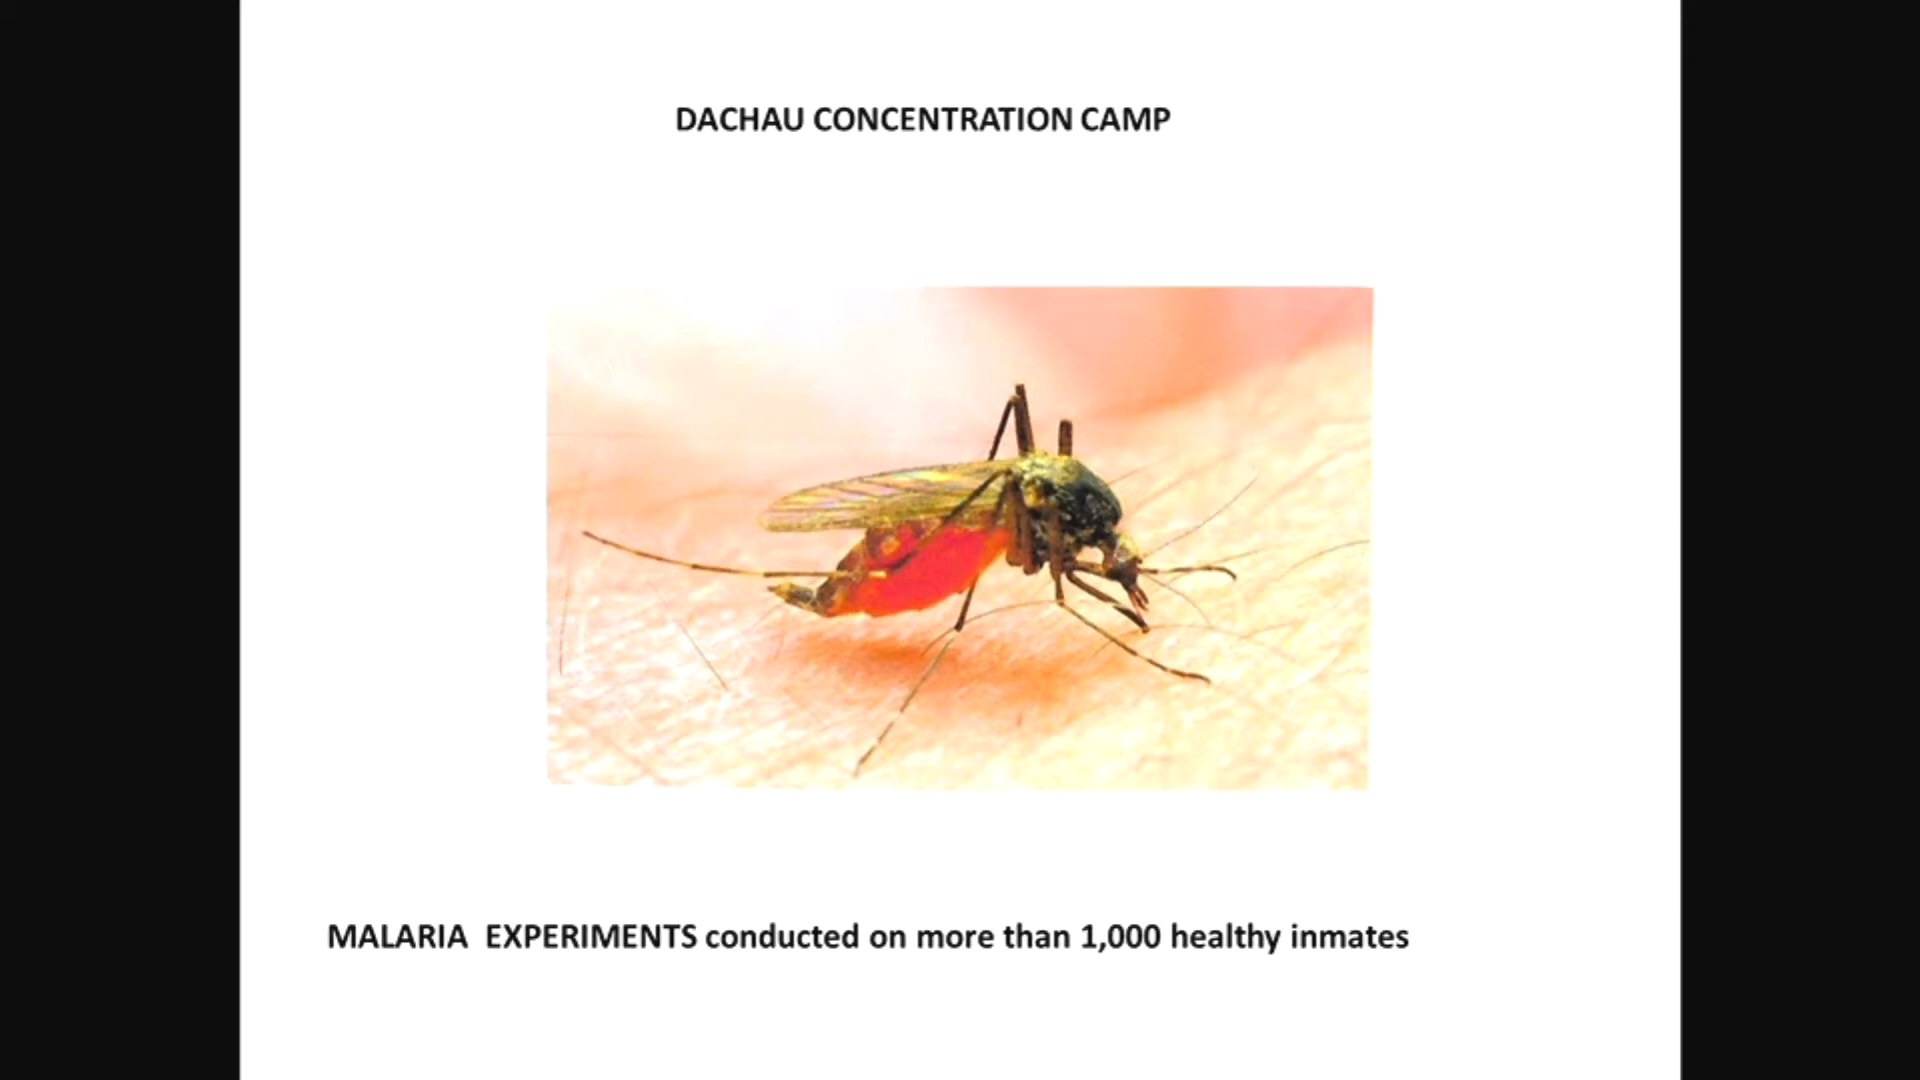 DACHAU CONCENTRATION CAMP
MALARIA EXPERIMENTS conducted on more than 1,000 healthy inmates